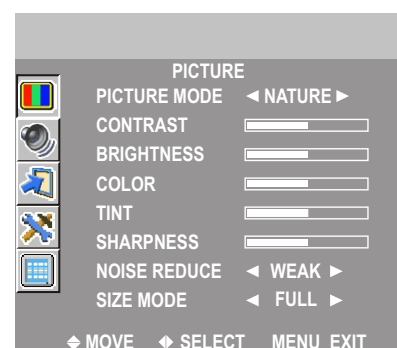 PICTURE
PICTURE MODE ◄ NATURE ►
CONTRAST
BRIGHTNESS
COLOR
TINT
SHARPNESS
NOISE REDUCE ◄ WEAK ►
SIZE MODE ◄ FULL ►
MOVE SELECT MENU EXIT